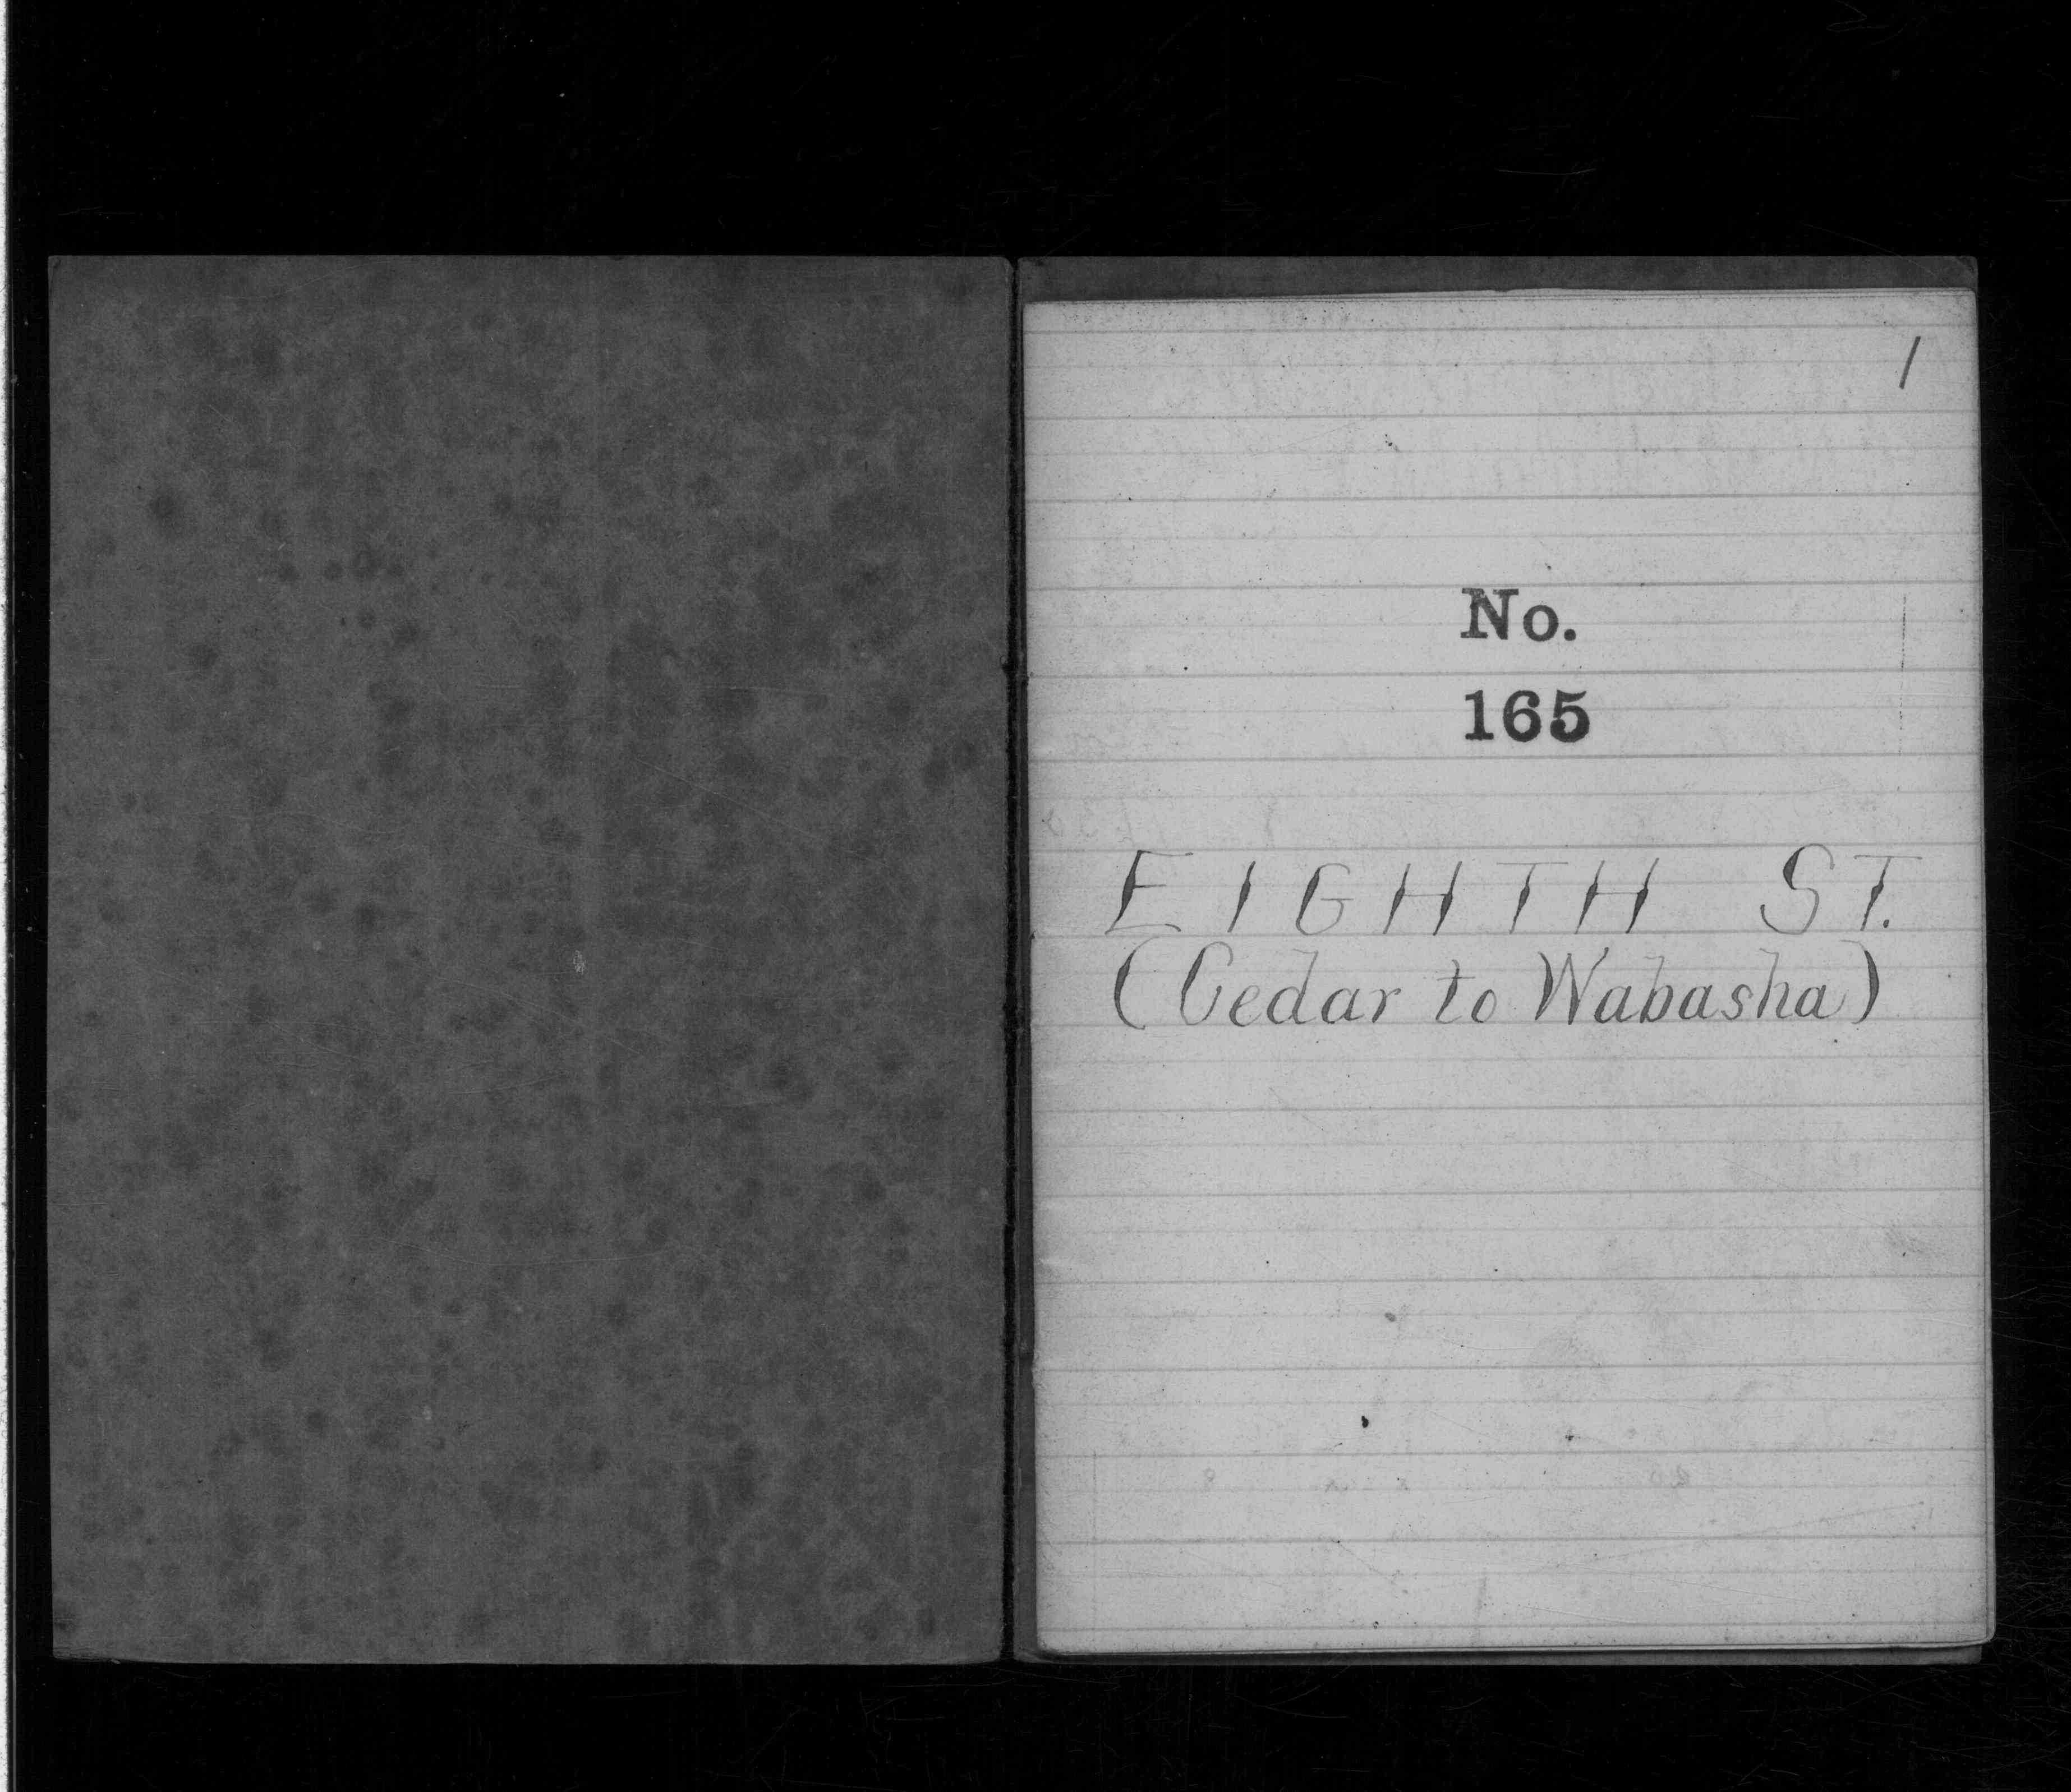 1
No.
165
EIGHTH ST.
(Cedar to Wabasha)